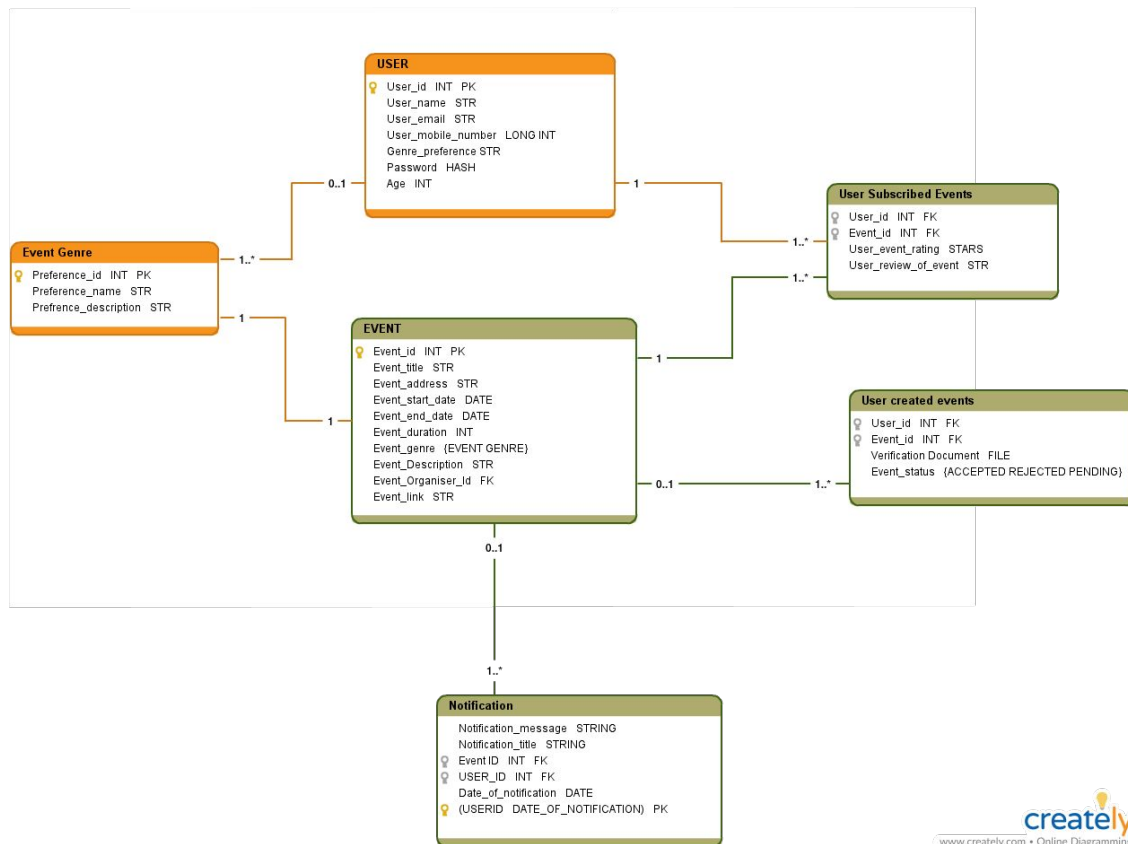 USER
User_id INT PK
User_name STR
User_email STR
User_mobile_number LONG INT
Genre_preference STR
Password HASH
Age INT
0..1
1
1..*
User Subscribed Events
User_id INT FK
Event_id INT FK
User_event_rating STARS
User_review_of_event STR
1..*
1..*
Event Genre
Preference_id INT PK
Preference_name STR
Prefrence_description STR
1
1
EVENT
Event_id INT PK
Event_title STR
Event_address STR
Event_start_date DATE
Event_end_date DATE
Event_duration INT
Event_genre {EVENT GENRE}
Event_Description STR
Event_Organiser_Id FK
Event_link STR
1
User created events
User_id INT FK
Event_id INT FK
Verification Document FILE
Event_status {ACCEPTED REJECTED PENDING}
0..1
1..*
0..1
1..*
Notification
Notification_message STRING
Notification_title STRING
Event ID INT FK
USER_ID INT FK
Date_of_notification DATE
(USERID DATE_OF_NOTIFICATION) PK
creately
www.creately.com • Online Diagramming